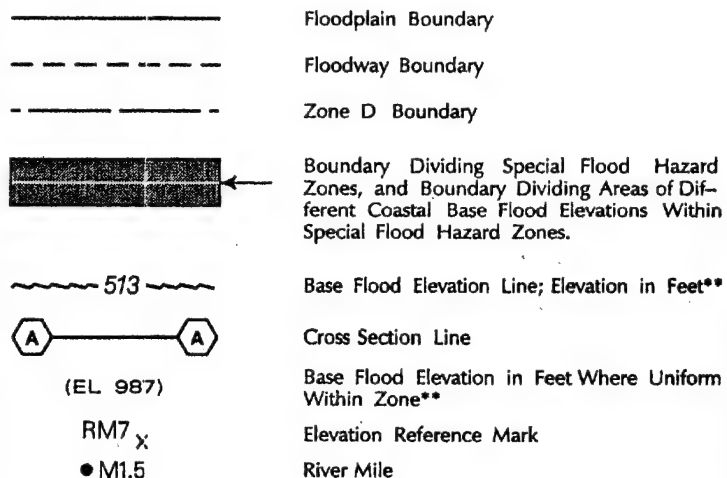 Floodplain Boundary
Floodway Boundary
Zone D Boundary
Boundary Dividing Special Flood Hazard
Zones, and Boundary Dividing Areas of Dif–
ferent Coastal Base Flood Elevations Within
Special Flood Hazard Zones.
513 Base Flood Elevation Line; Elevation in Feet**
A A Cross Section Line
(EL 987) Base Flood Elevation in Feet Where Uniform
Within Zone**
RM7 X Elevation Reference Mark
• M1.5 River Mile